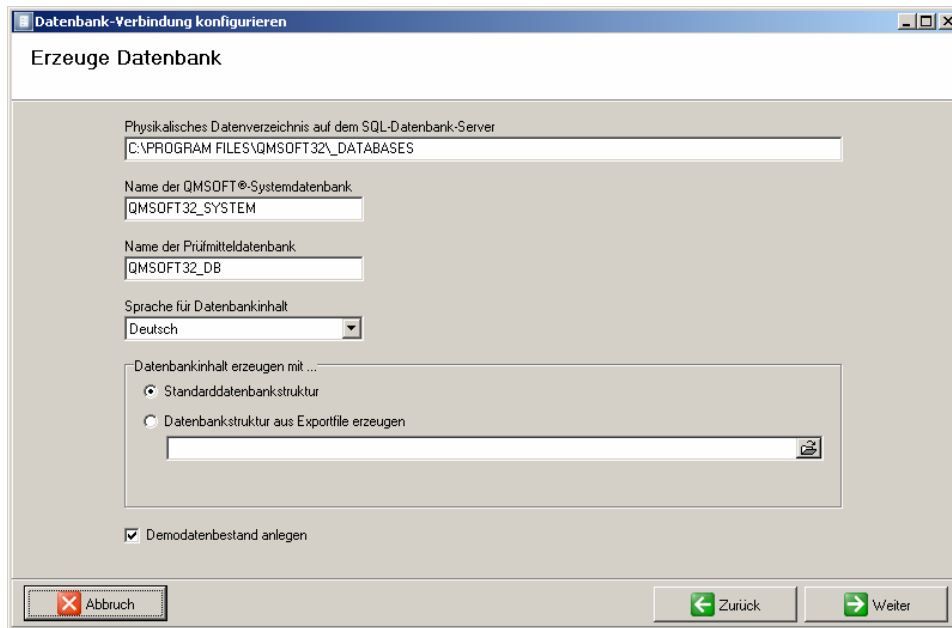 Datenbank-Verbindung konfigurieren
Erzeuge Datenbank
Physikalisches Datenverzeichnis auf dem SQL-Datenbank-Server
C:\PROGRAM FILES\QMSOFT32\_DATABASES
Name der QMSOFT®-Systemdatenbank
QMSOFT32_SYSTEM
Name der Prüfmitteldatenbank
QMSOFT32_DB
Sprache für Datenbankinhalt
Deutsch
Datenbankinhalt erzeugen mit ...
Standarddatenbankstruktur
Datenbankstruktur aus Exportfile erzeugen
Demodatenbestand anlegen
Abbruch
Zurück
Weiter